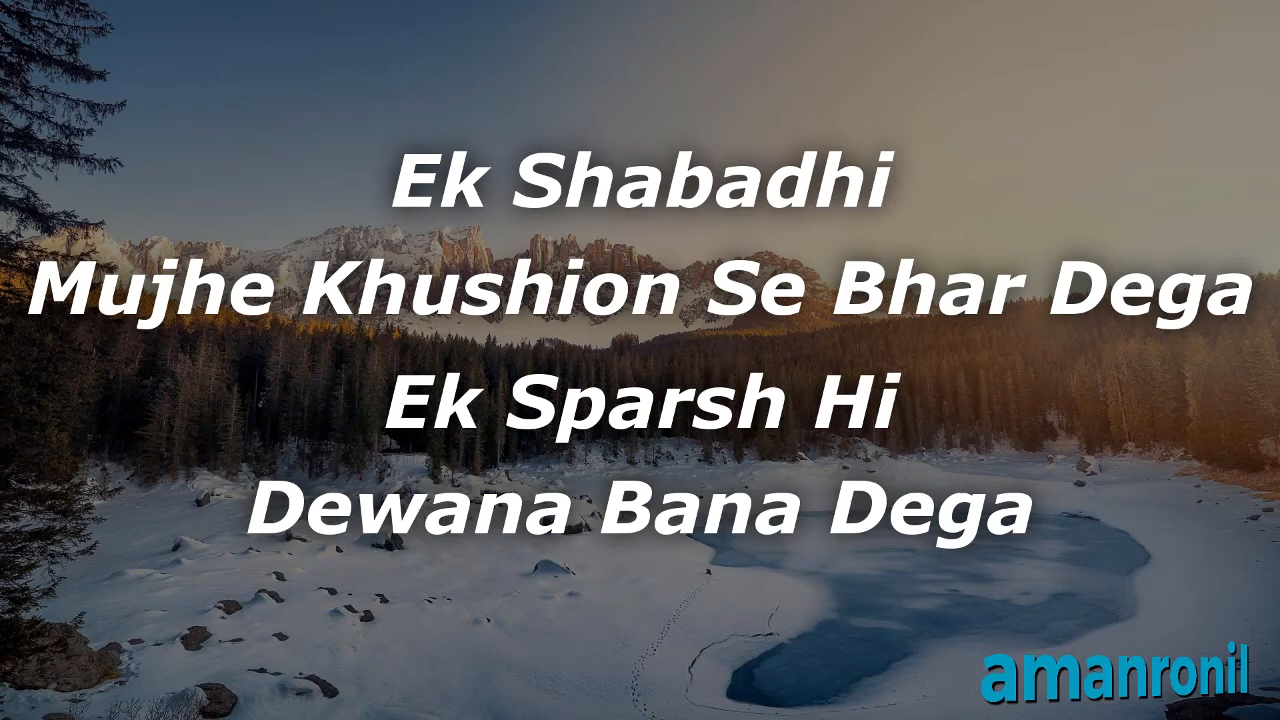 Ek Shabadhi
Mujhe Khushion Se Bhar Dega
Ek Sparsh Hi
Dewana Bana Dega
amanronil